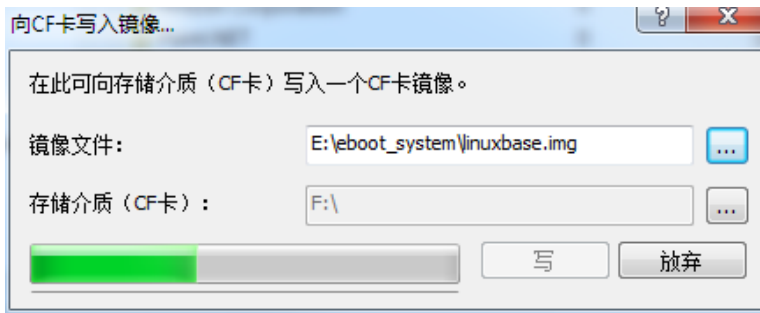 向CF卡写入镜像...
在此可向存储介质（CF卡）写入一个CF卡镜像。
镜像文件： E:\eboot_system\linuxbase.img ...
存储介质（CF卡）： F:\ ...
写 放弃